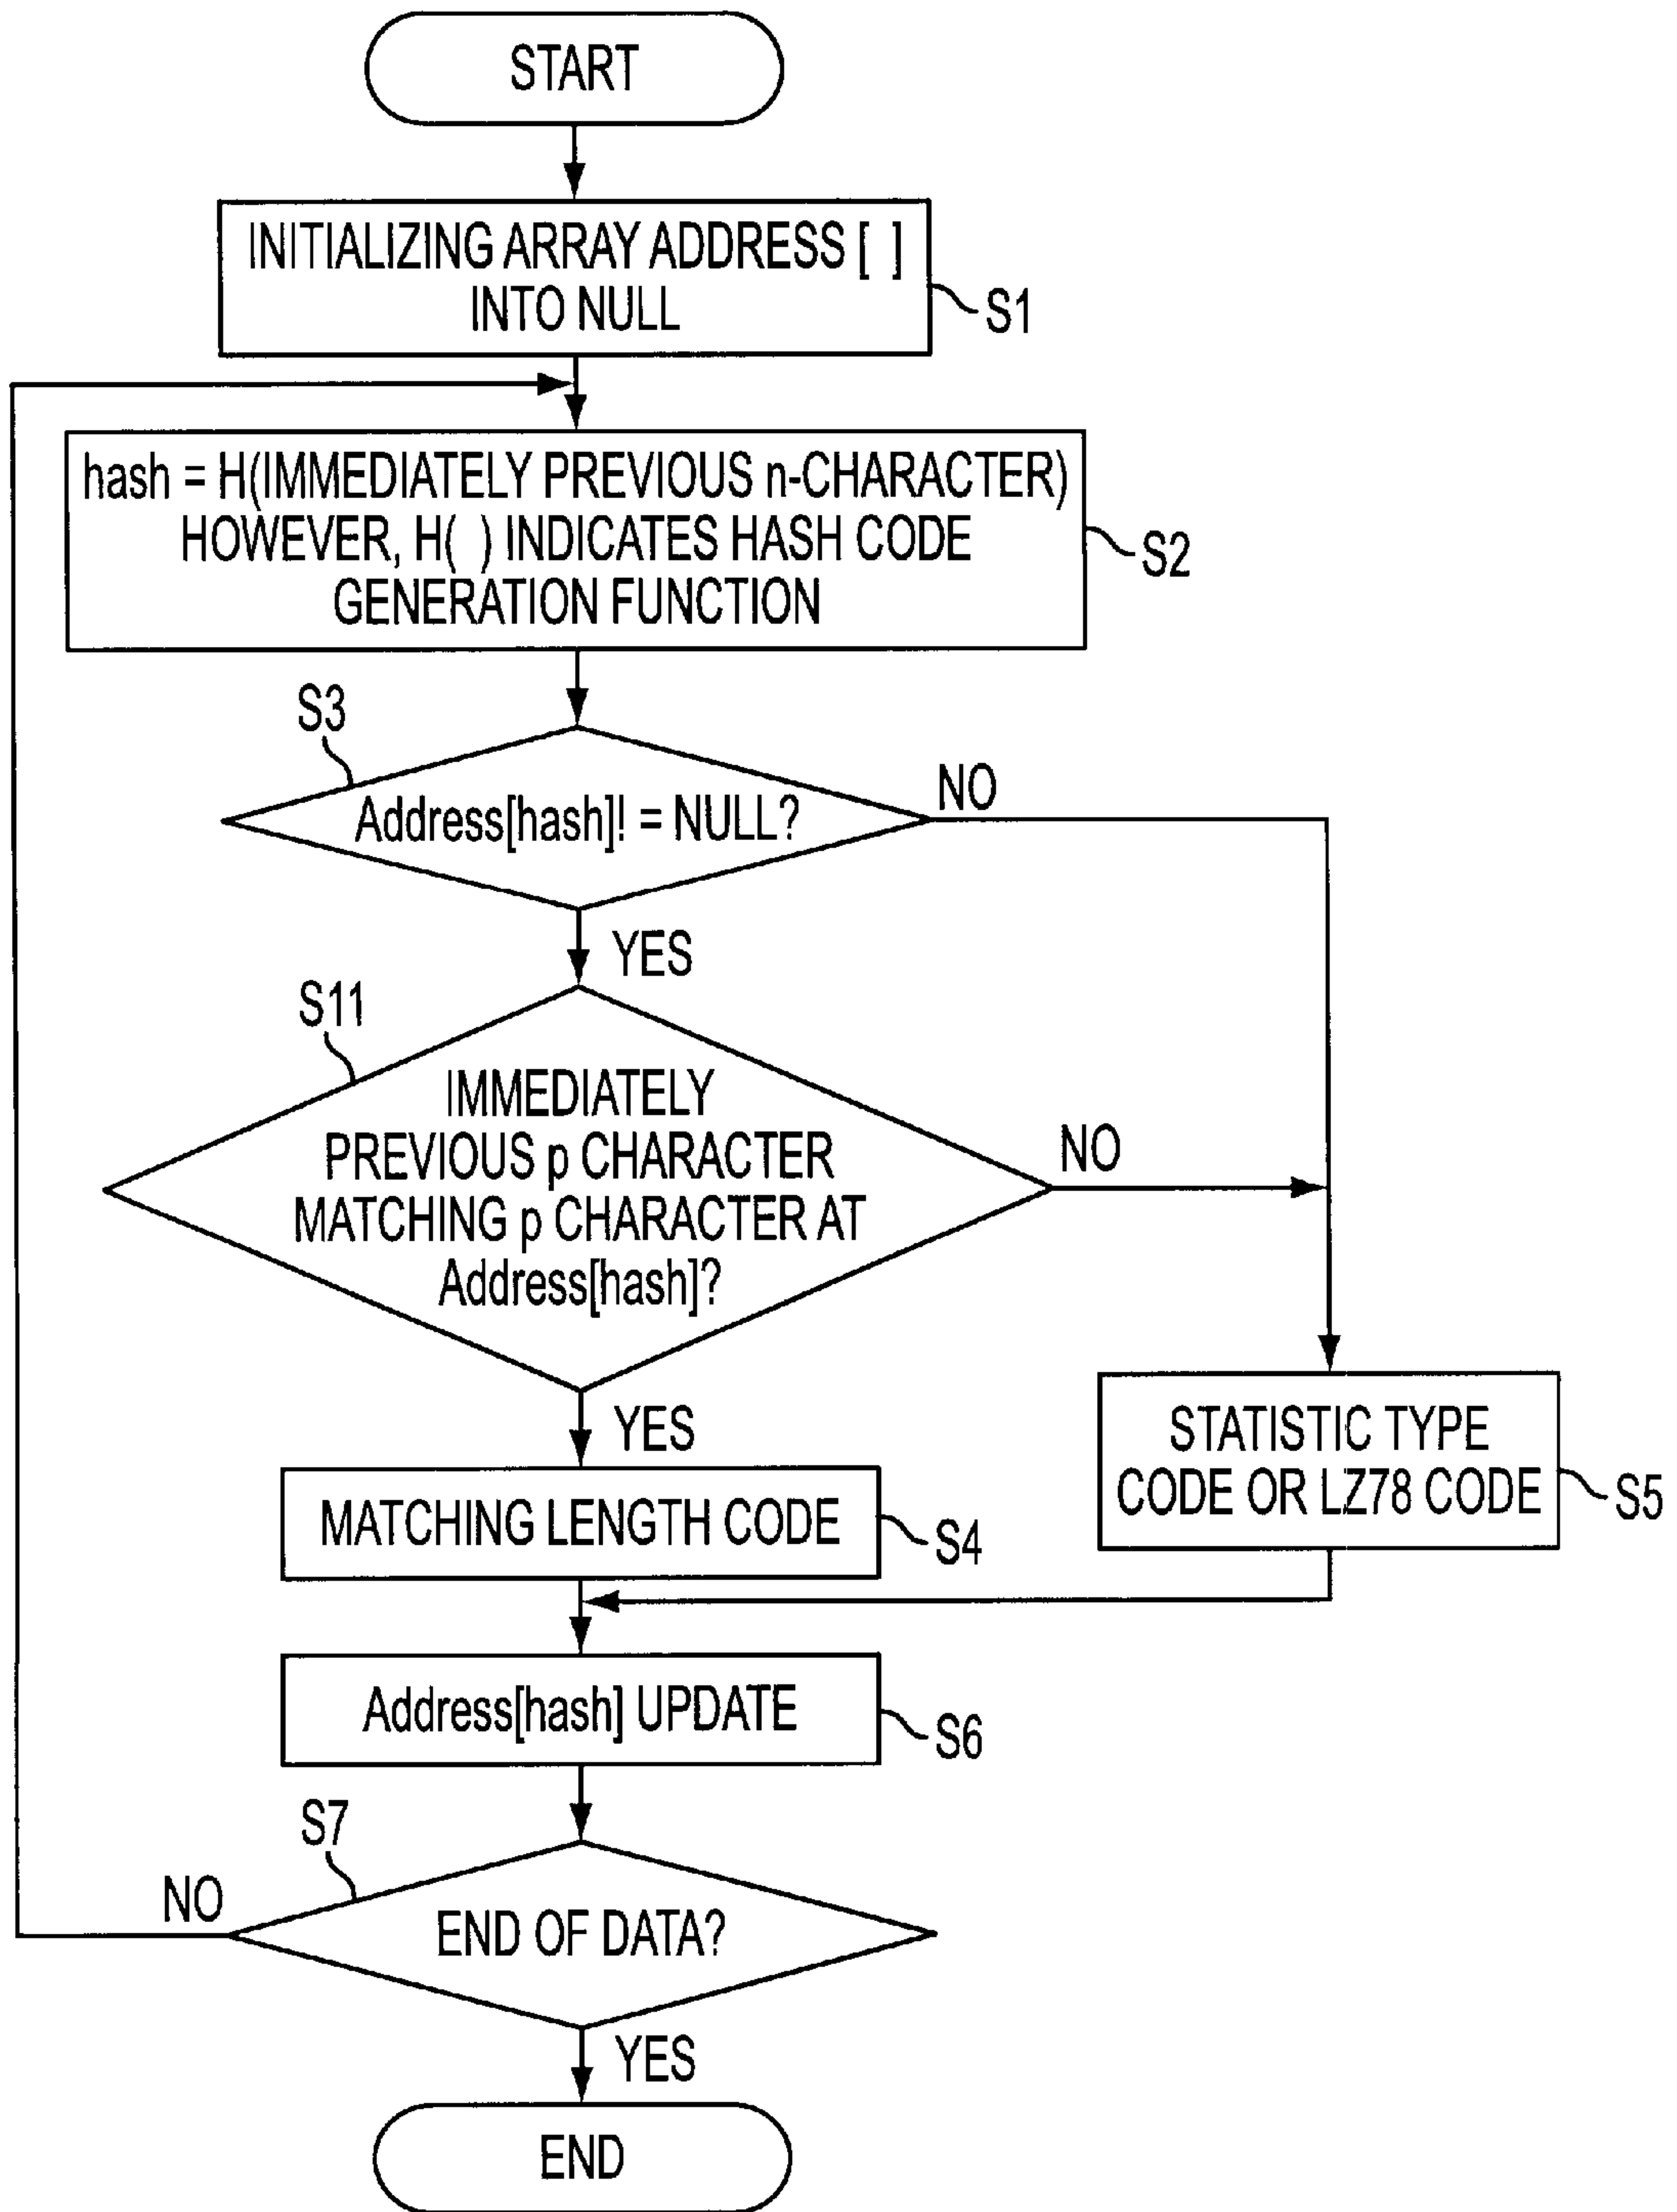 START
INITIALIZING ARRAY ADDRESS [ ]
INTO NULL
S1
hash = H(IMMEDIATELY PREVIOUS n-CHARACTER)
HOWEVER, H( ) INDICATES HASH CODE
GENERATION FUNCTION
S2
S3
Address[hash]! = NULL?
NO
YES
S11
IMMEDIATELY
PREVIOUS p CHARACTER
MATCHING p CHARACTER AT
Address[hash]?
NO
YES
STATISTIC TYPE
CODE OR LZ78 CODE
S5
MATCHING LENGTH CODE
S4
Address[hash] UPDATE
S6
S7
NO
END OF DATA?
YES
END